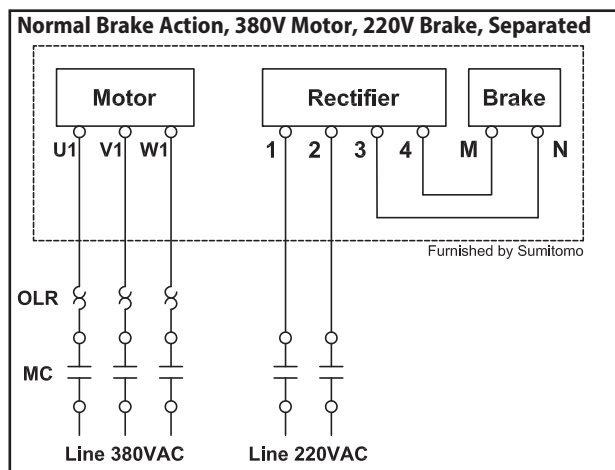 Normal Brake Action, 380V Motor, 220V Brake, Separated
Motor Rectifier Brake
U1 V1 W1 1 2 3 4 M N
Furnished by Sumitomo
OLR
MC
Line 380VAC Line 220VAC